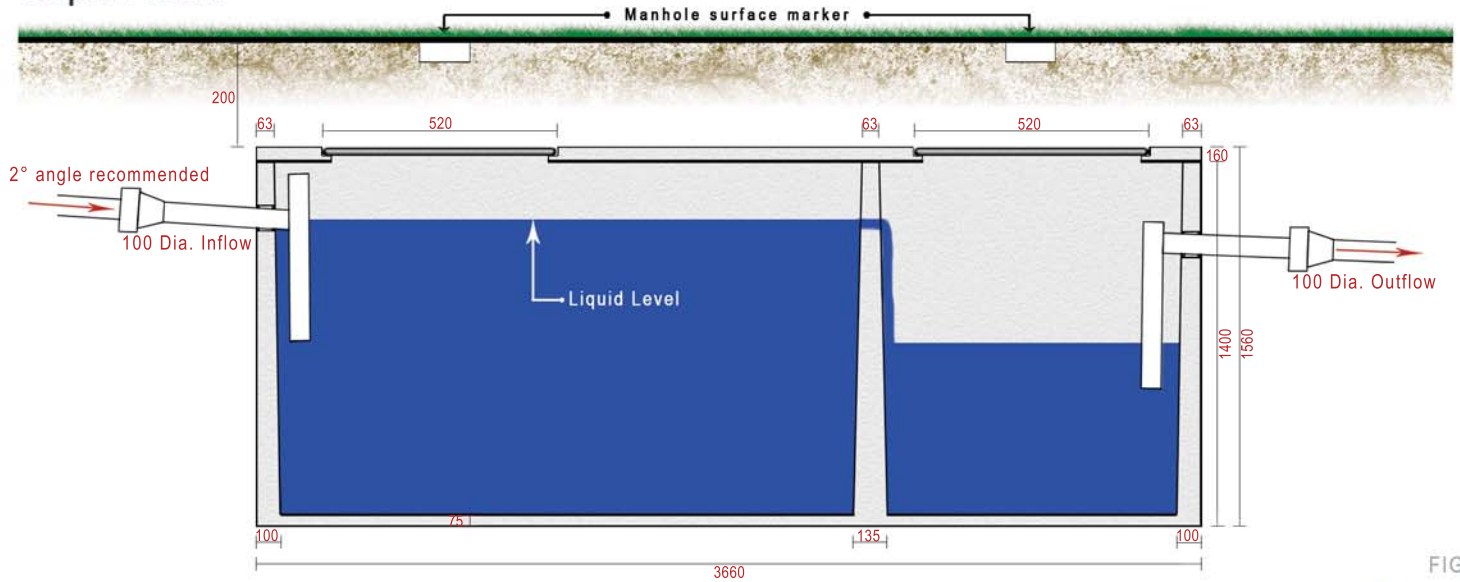 Manhole surface marker
200
63
520
63
520
63
160
2° angle recommended
100 Dia. Inflow
Liquid Level
100 Dia. Outflow
1400
1560
75
100
135
100
3660
FIG